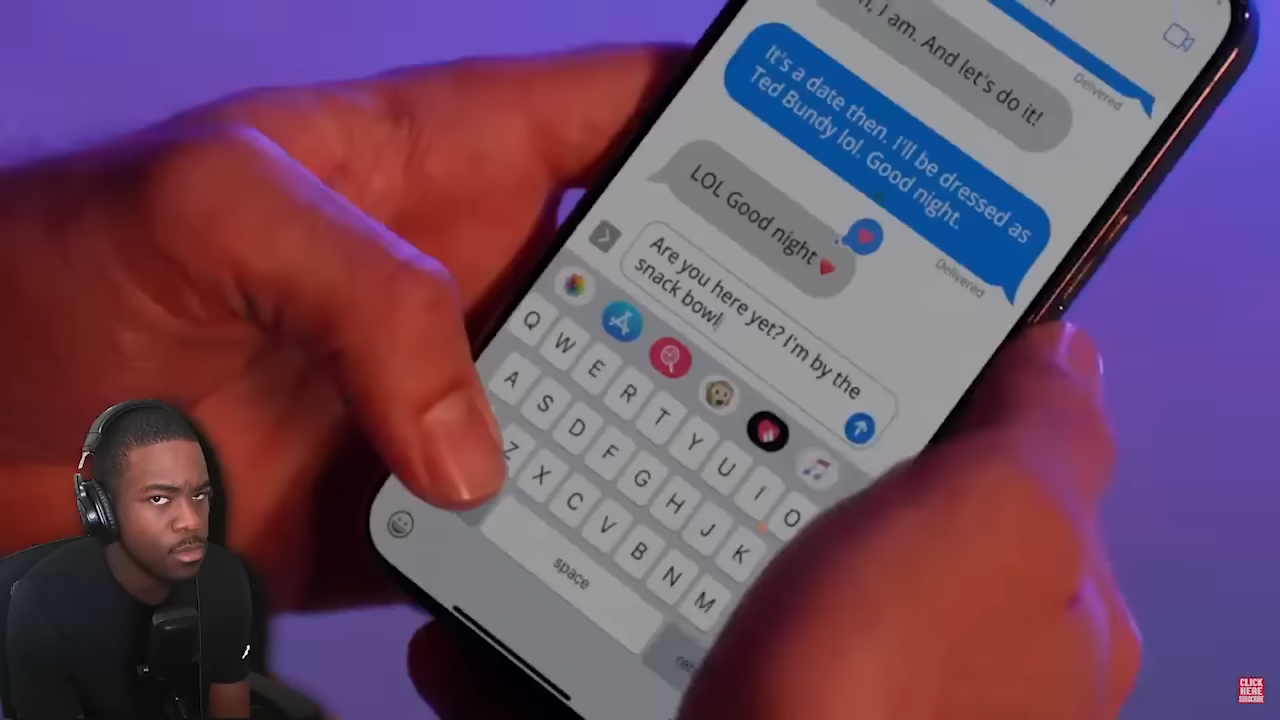 I am. And let's do it!
Delivered
It's a date then. I'll be dressed as
Ted Bundy lol. Good night.
Delivered
LOL Good night ❤️
Are you here yet? I'm by the
snack bowl
Q W E R T Y U I O
A S D F G H J K
Z X C V B N M
space
CLICK
HERE
SUBSCRIBE